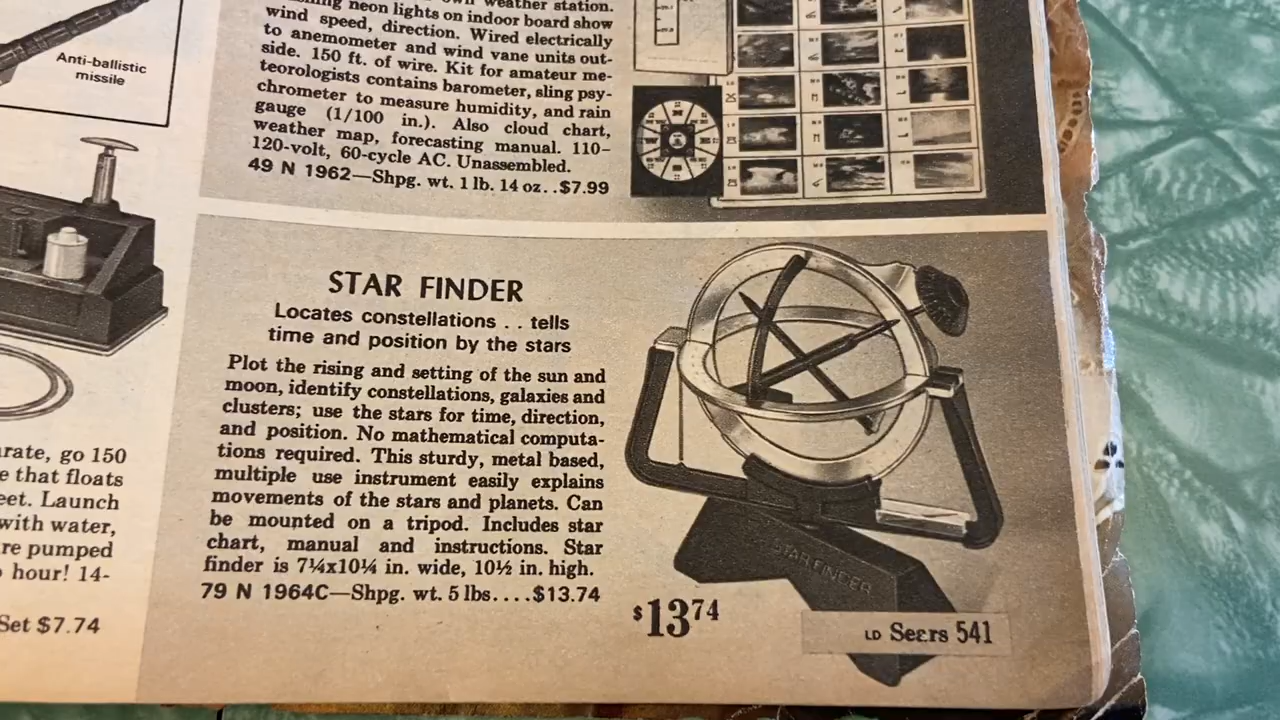 Anti-ballistic
missile
own weather station.
neon lights on indoor board show
wind speed, direction. Wired electrically
to anemometer and wind vane units out-
side. 150 ft. of wire. Kit for amateur me-
teorologists contains barometer, sling psy-
chrometer to measure humidity, and rain
gauge (1/100 in.). Also cloud chart,
weather map, forecasting manual. 110-
120-volt, 60-cycle AC. Unassembled.
49 N 1962—Shpg. wt. 1 lb. 14 oz..$7.99
STAR FINDER
Locates constellations . . tells
time and position by the stars
Plot the rising and setting of the sun and
moon, identify constellations, galaxies and
clusters; use the stars for time, direction,
and position. No mathematical computa-
tions required. This sturdy, metal based,
multiple use instrument easily explains
movements of the stars and planets. Can
be mounted on a tripod. Includes star
chart, manual and instructions. Star
finder is 7¼x10¼ in. wide, 10½ in. high.
79 N 1964C—Shpg. wt. 5 lbs....$13.74
STAR FINDER
$13 74
LD Sears 541
rate, go 150
e that floats
eet. Launch
with water,
re pumped
hour! 14-
Set $7.74